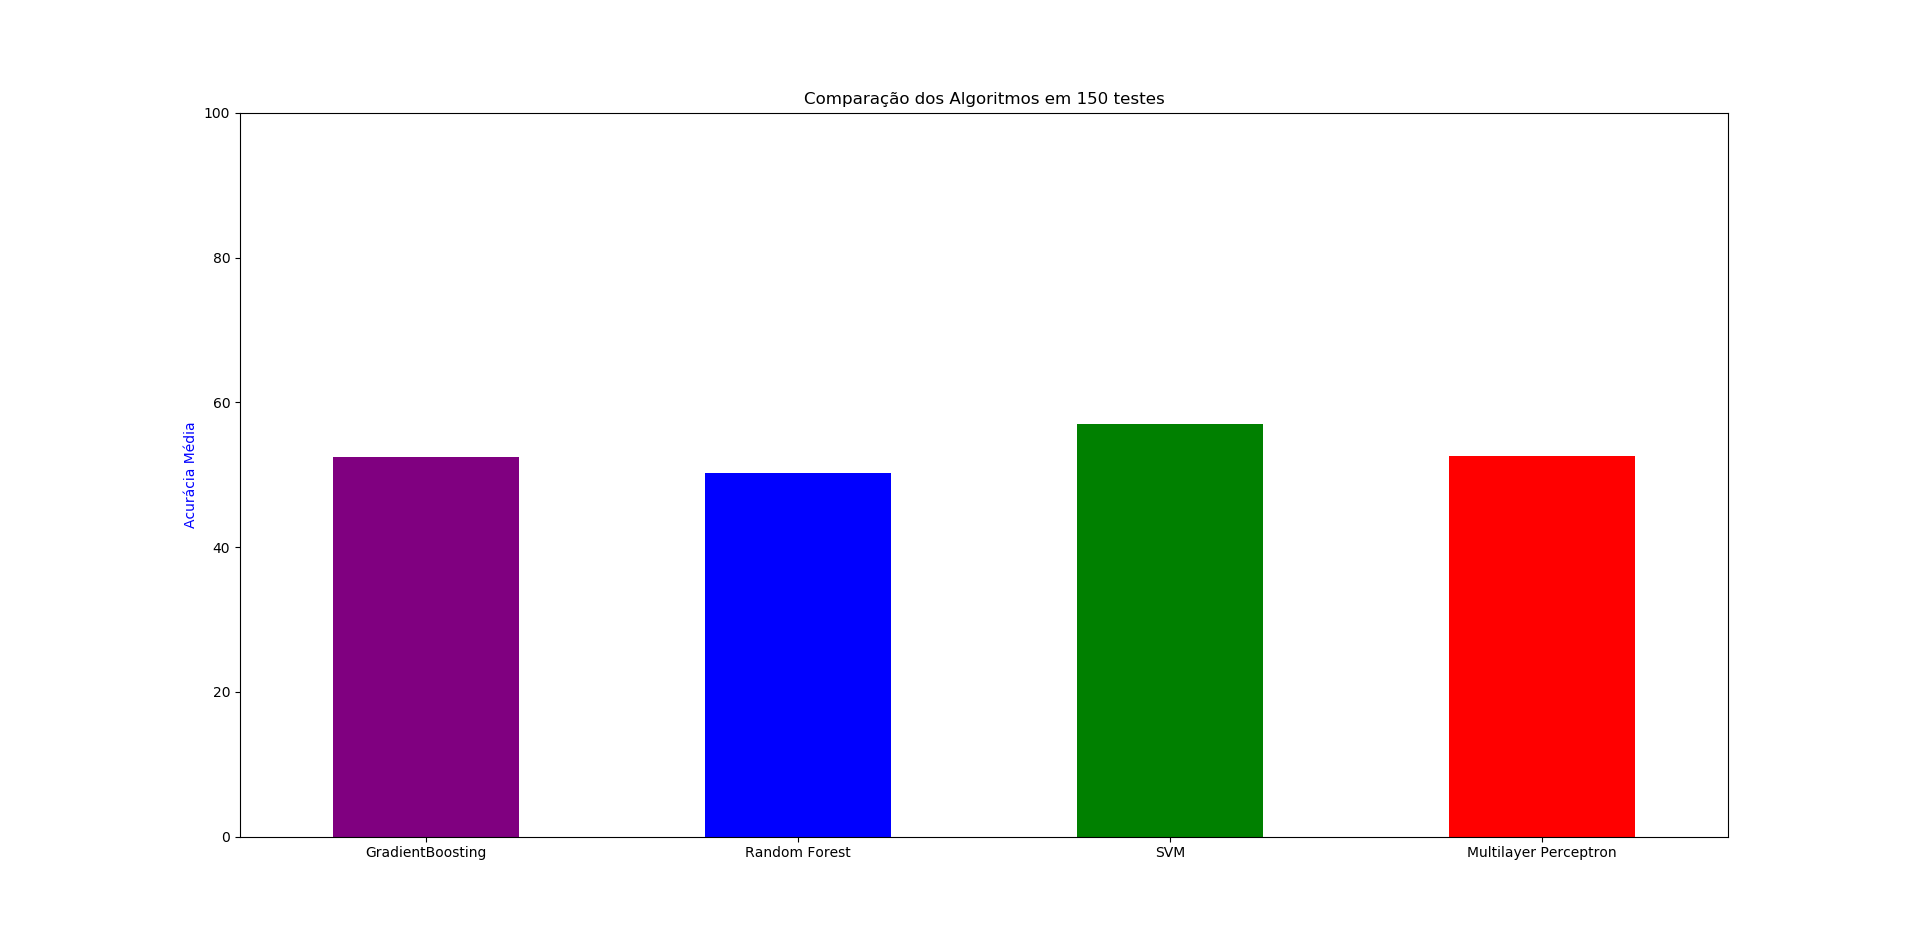 Comparação dos Algoritmos em 150 testes
100
80
60
40
20
0
Acurácia Média
GradientBoosting
Random Forest
SVM
Multilayer Perceptron